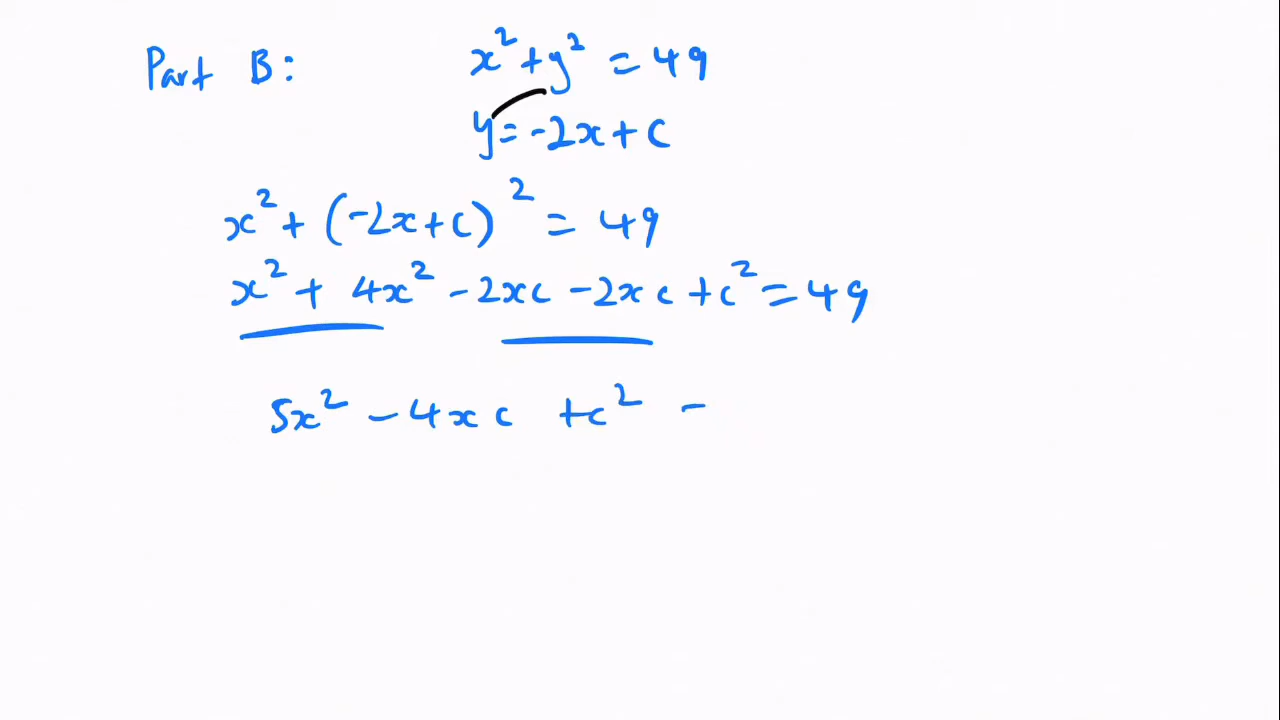 Part B: x²+y² = 49
y = -2x + c
x² + (-2x+c)² = 49
x² + 4x² - 2xc - 2xc + c² = 49
5x² - 4xc + c² -